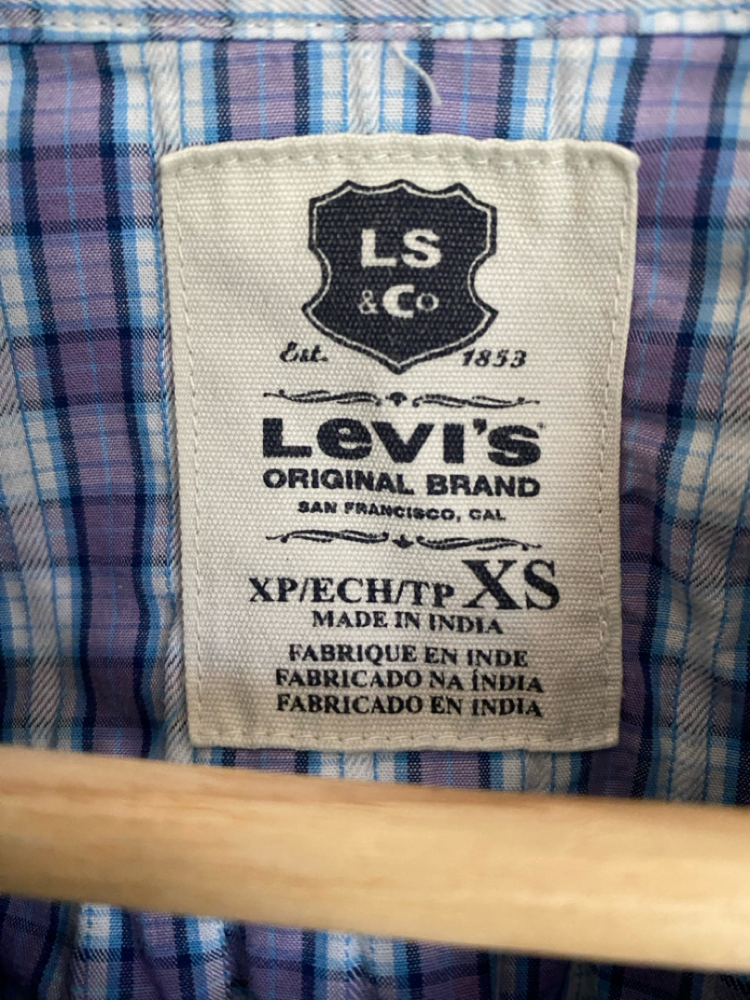 LS
&Co
Est. 1853
Levi's
ORIGINAL BRAND
SAN FRANCISCO, CAL
XP/ECH/TP XS
MADE IN INDIA
FABRIQUE EN INDE
FABRICADO NA ÍNDIA
FABRICADO EN INDIA